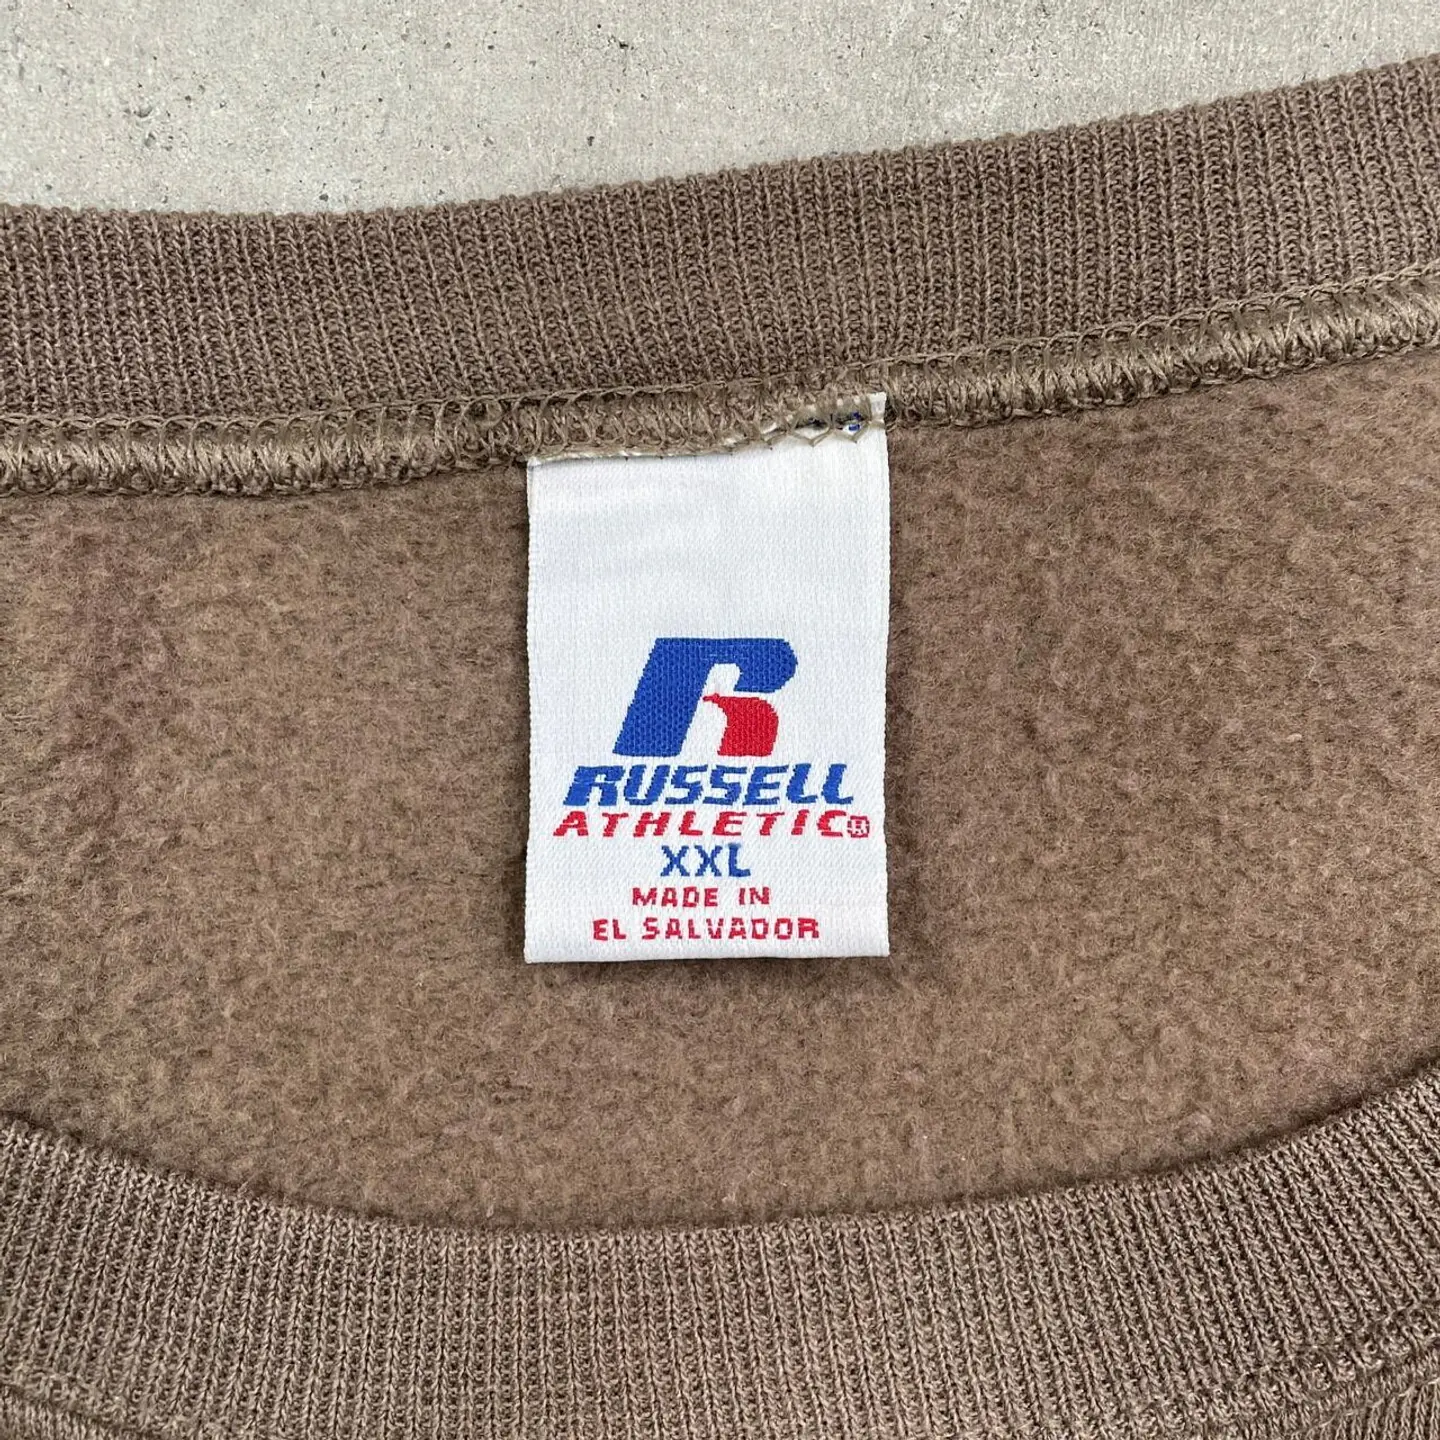 R
RUSSELL
ATHLETIC®
XXL
MADE IN
EL SALVADOR